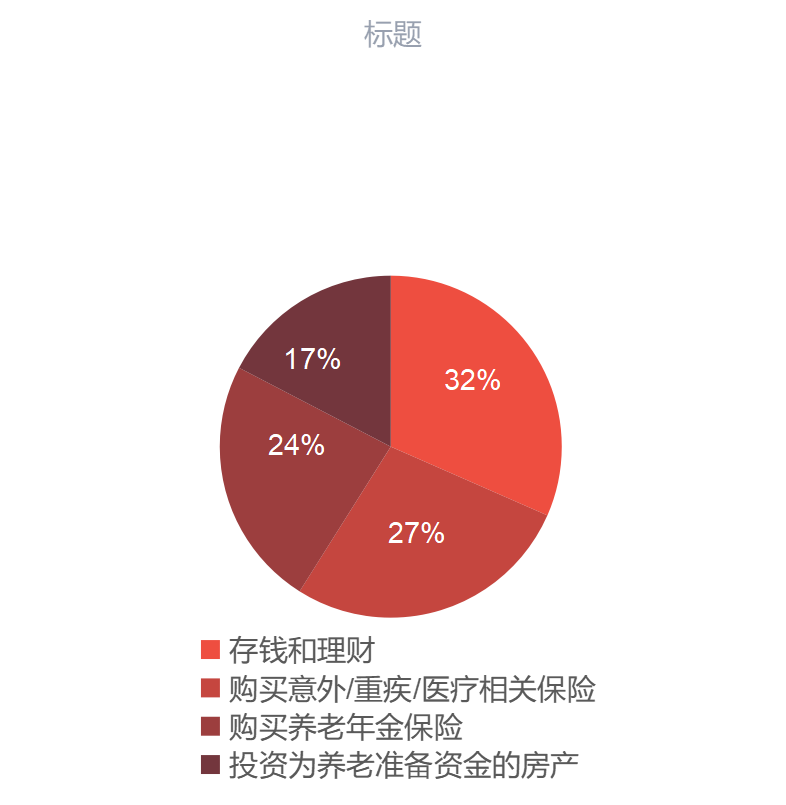 标题
32%
17%
24%
27%
存钱和理财
购买意外/重疾/医疗相关保险
购买养老年金保险
投资为养老准备资金的房产